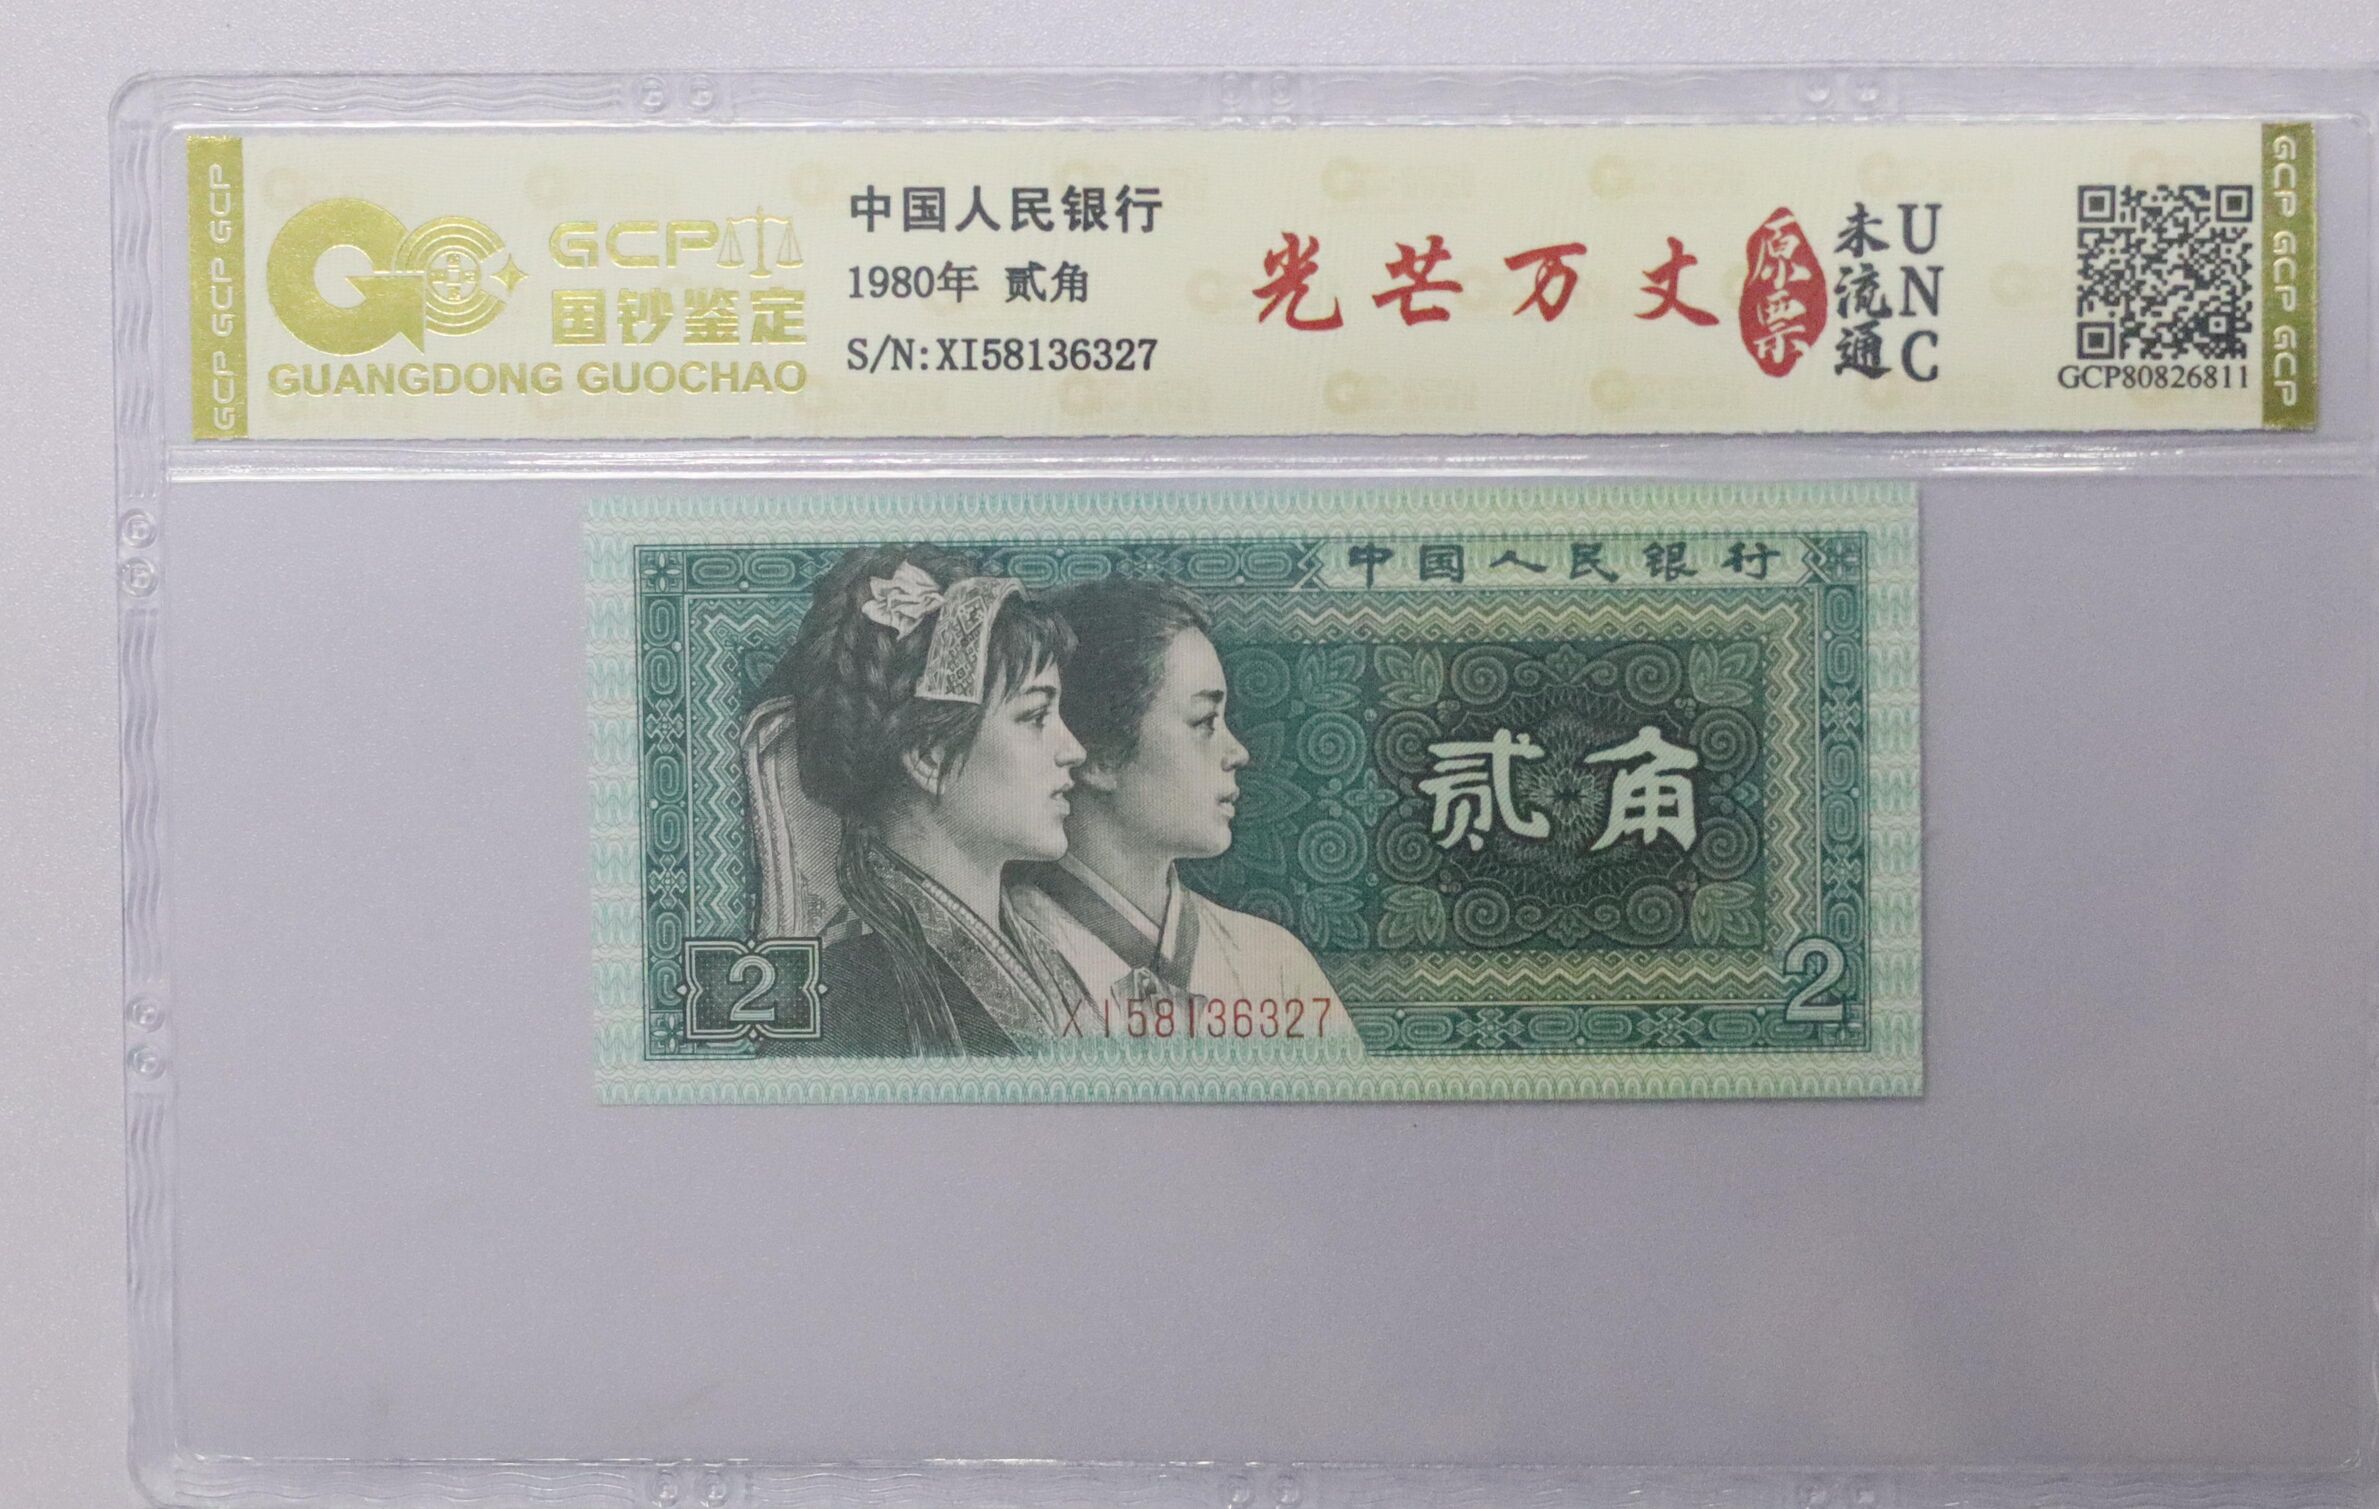 GCP GCP GCP
GCP
国钞鉴定
GUANGDONG GUOCHAO
中国人民银行
1980年 贰角
S/N:XI58136327
光芒万丈
原票
未流通
UNC
GCP80826811
GCP GCP GCP
中国人民银行
贰角
2
XI58136327
2